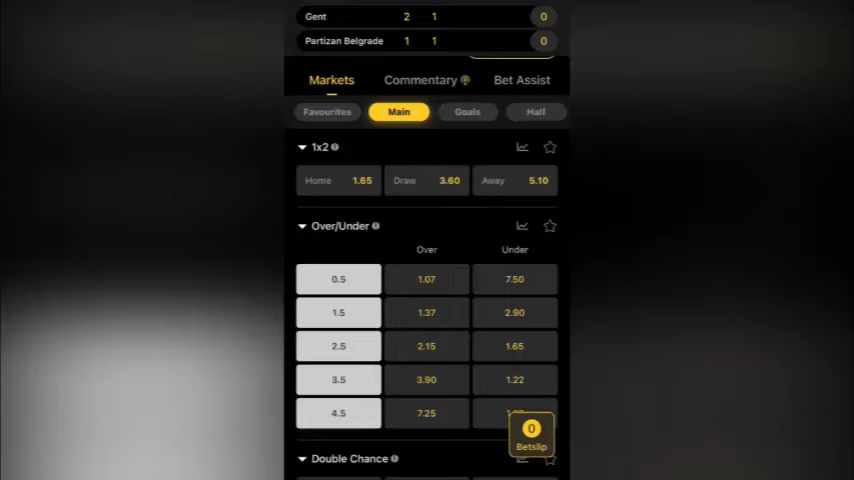 Gent 2 1 0
Partizan Belgrade 1 1 0
Markets Commentary Bet Assist
Favourites Main Goals Half
1x2
Home 1.65 Draw 3.60 Away 5.10
Over/Under
Over Under
0.5 1.07 7.50
1.5 1.37 2.90
2.5 2.15 1.65
3.5 3.90 1.22
4.5 7.25
0
Betslip
Double Chance